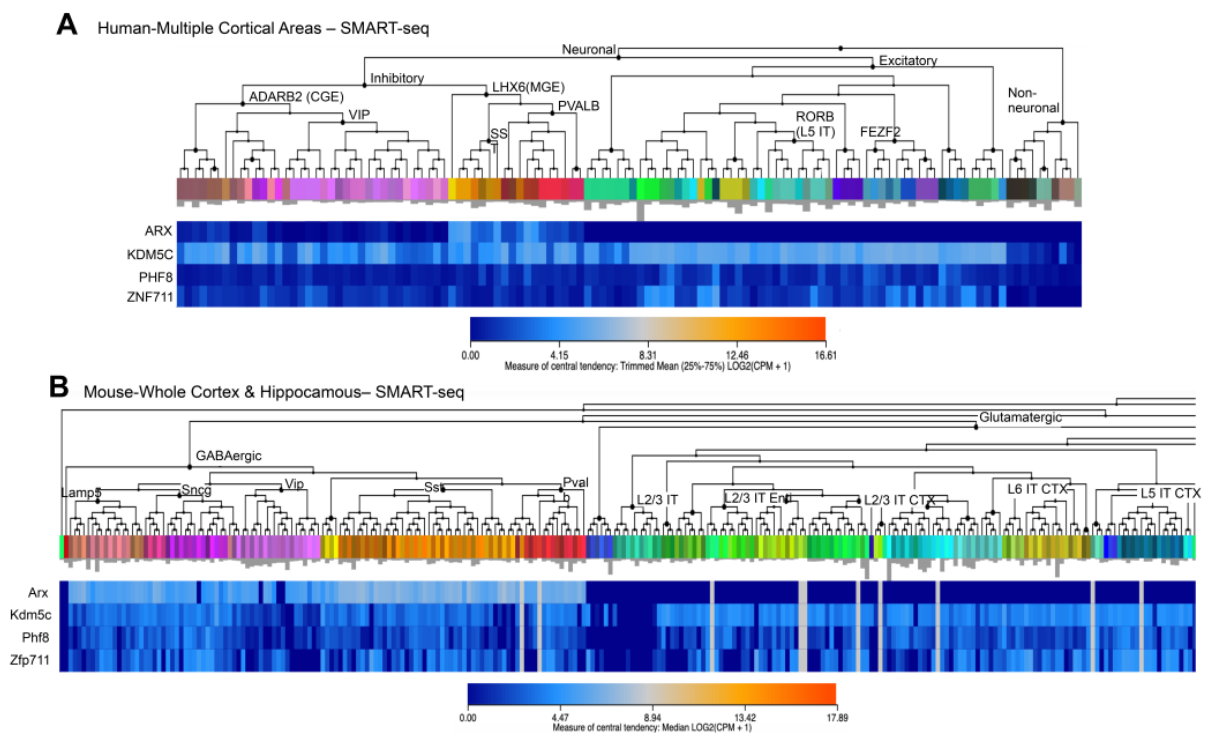 A Human-Multiple Cortical Areas – SMART-seq
Neuronal
Excitatory
Inhibitory
LHX6(MGE)
Non-
neuronal
ADARB2 (CGE)
PVALB
VIP
RORB
(L5 IT)
FEZF2
SS
T
ARX
KDM5C
PHF8
ZNF711
0.00 4.15 8.31 12.46 16.61
Measure of central tendency: Trimmed Mean (25%-75%) LOG2(CPM + 1)
B Mouse-Whole Cortex & Hippocamous– SMART-seq
Glutamatergic
GABAergic
Lamp5 Sncg Vip Sst Pval
b
L2/3 IT L2/3 IT Ent L2/3 IT CTX L6 IT CTX L5 IT CTX
Arx
Kdm5c
Phf8
Zfp711
0.00 4.47 8.94 13.42 17.89
Measure of central tendency: Median LOG2(CPM + 1)